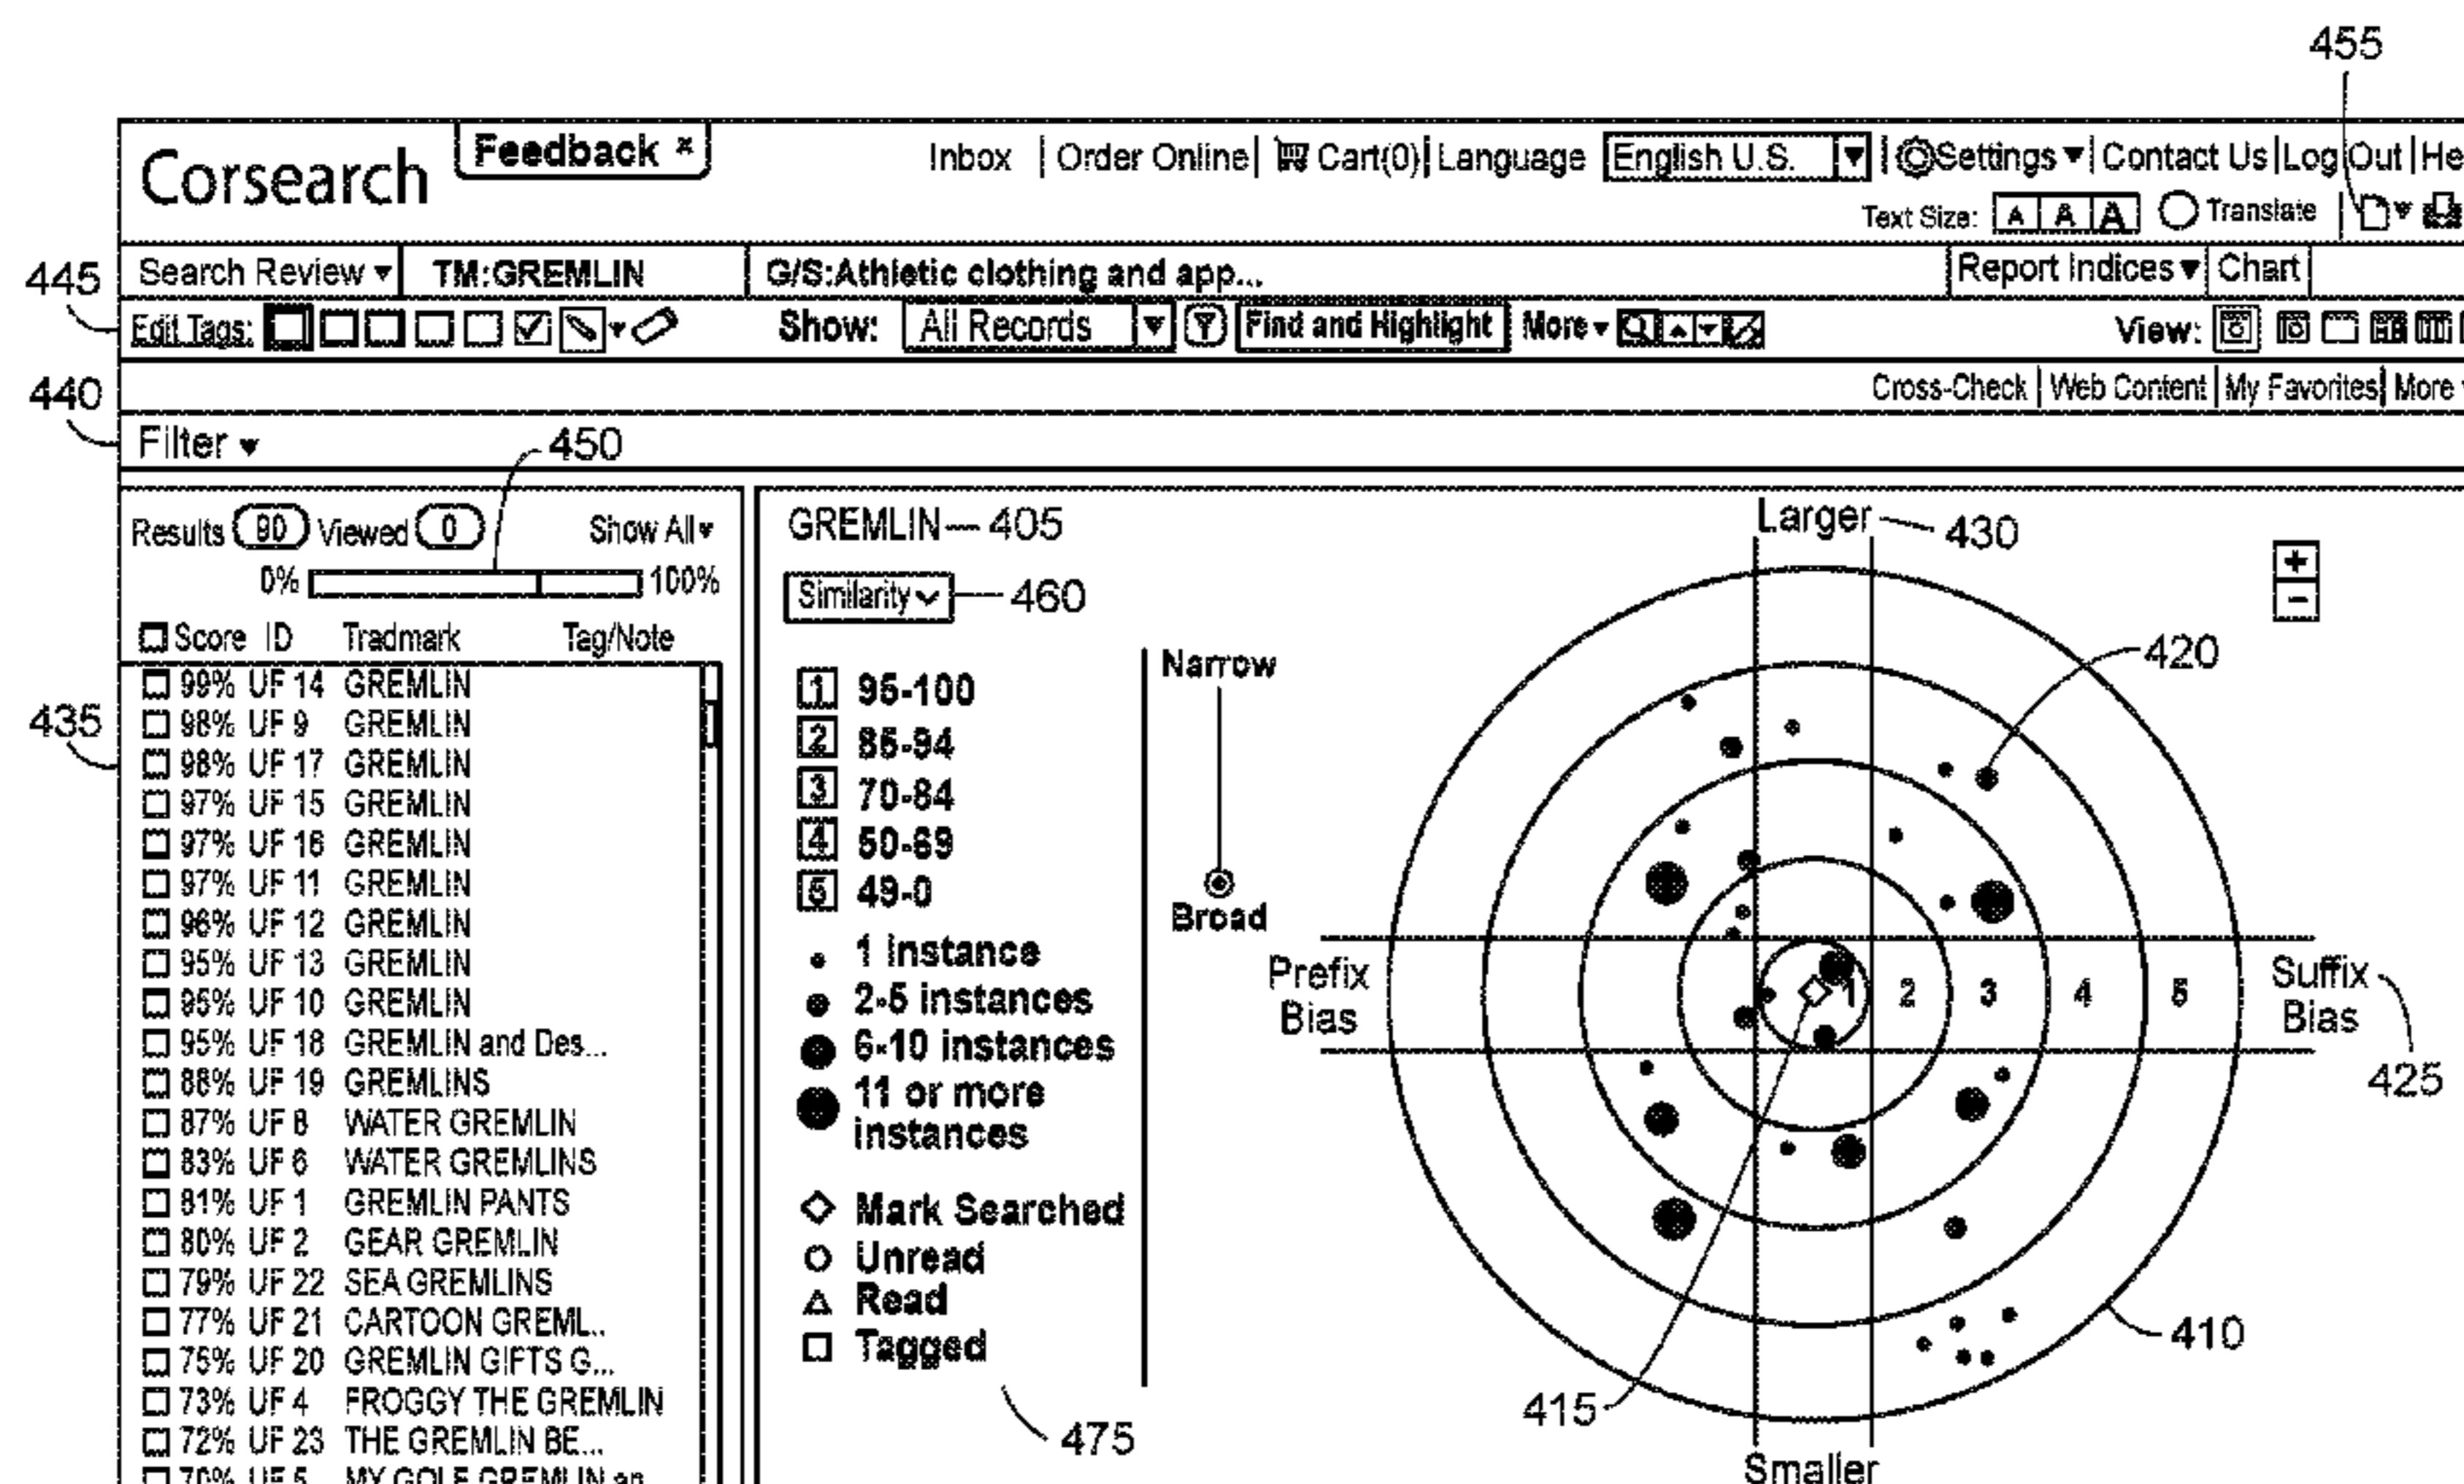 455
Corsearch
Feedback ×
Inbox | Order Online | Cart(0) | Language English U.S. | Settings | Contact Us | Log Out | He
Text Size: A A A Translate
445
Search Review TM:GREMLIN G/S:Athletic clothing and app... Report Indices Chart
Edit Tags: Show: All Records Find and Highlight More View:
440
Cross-Check | Web Content | My Favorites | More
Filter
450
Results 80 Viewed 0 Show All
0% 100%
Score ID Tradmark Tag/Note
435
99% UF 14 GREMLIN
98% UF 9 GREMLIN
98% UF 17 GREMLIN
97% UF 15 GREMLIN
97% UF 16 GREMLIN
97% UF 11 GREMLIN
96% UF 12 GREMLIN
95% UF 13 GREMLIN
95% UF 10 GREMLIN
95% UF 18 GREMLIN and Des...
88% UF 19 GREMLINS
87% UF 8 WATER GREMLIN
83% UF 6 WATER GREMLINS
81% UF 1 GREMLIN PANTS
80% UF 2 GEAR GREMLIN
79% UF 22 SEA GREMLINS
77% UF 21 CARTOON GREML..
75% UF 20 GREMLIN GIFTS G...
73% UF 4 FROGGY THE GREMLIN
72% UF 23 THE GREMLIN BE...
70% UF 5 MY GOLF GREMLIN an
GREMLIN — 405
Similarity 460
1 95-100
2 85-94
3 70-84
4 50-69
5 49-0
1 instance
2-5 instances
6-10 instances
11 or more
instances
Mark Searched
Unread
Read
Tagged
475
Narrow
Broad
Larger 430
+
-
420
Prefix
Bias
1 2 3 4 5
Suffix
Bias
425
410
415
Smaller